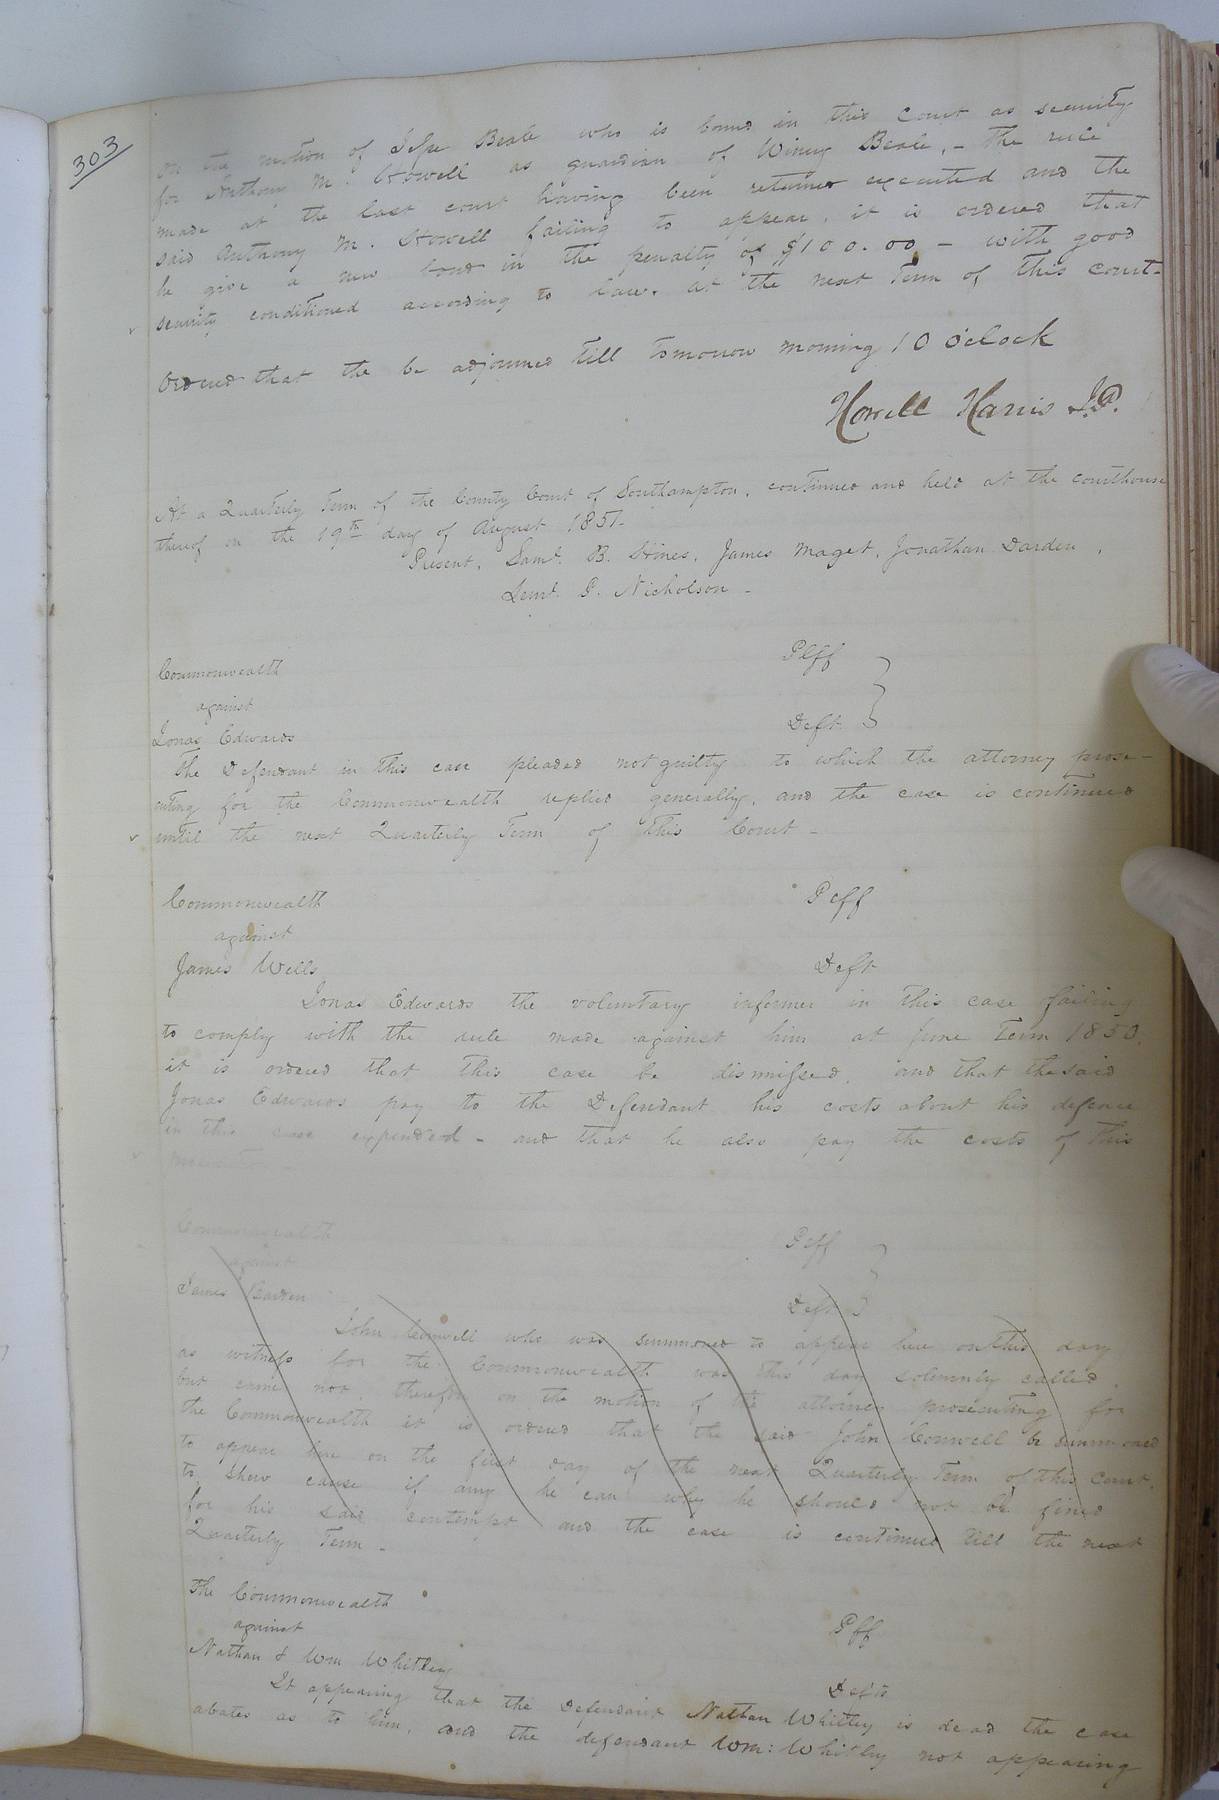 303
on the motion of Jesse Beale who is bound in this Court as security
for Anthony M. Howell as guardian of Winny Beale, - the rule
made at the last court having been returned executed and the
said Anthony M. Howell failing to appear, it is ordered that
he give a new bond in the penalty of $100.00 - with good
security conditioned according to law. at the next Term of this court-
Ordered that the be adjourned till tomorrow morning 10 o'clock
Howell Harris J.P.
At a Quarterly Term of the County Court of Southampton, continued and held at the courthouse
thereof on the 19th day of August 1851-
Present, Saml. B. Hines, James Maget, Jonathan Darden,
Leml. P. Nicholson -
Commonwealth Plff
against
Jonas Edwards Deft
The Defendant in this case pleaded not guilty to which the attorney prose-
cuting for the Commonwealth replied generally, and the case is continued
until the next Quarterly Term of this Court -
Commonwealth Pltff
against
James Wells Deft
Jonas Edwards the voluntary informer in this case failing
to comply with the rule made against him at June Term 1850.
it is ordered that this case be dismissed, and that the said
Jonas Edwards pay to the Defendant his costs about his defence
in this case expended - and that he also pay the costs of this
Commonwealth Pltff
against
James Barden Deft
John Conwell who was summoned to appear here on this day
as witness for the Commonwealth was this day solemnly called
but came not, therefore on the motion of the attorney prosecuting for
the Commonwealth it is ordered that the said John Conwell be summoned
to appear here on the first day of the next Quarterly Term of this Court,
to show cause if any he can why he should not be fined
for his said contempt and the case is continued till the next
Quarterly Term -
The Commonwealth Plff
against
Nathan & Wm Whitley Defts
It appearing that the Defendant Nathan Whitley is dead the case
abates as to him, and the defendant Wm: Whitley not appearing